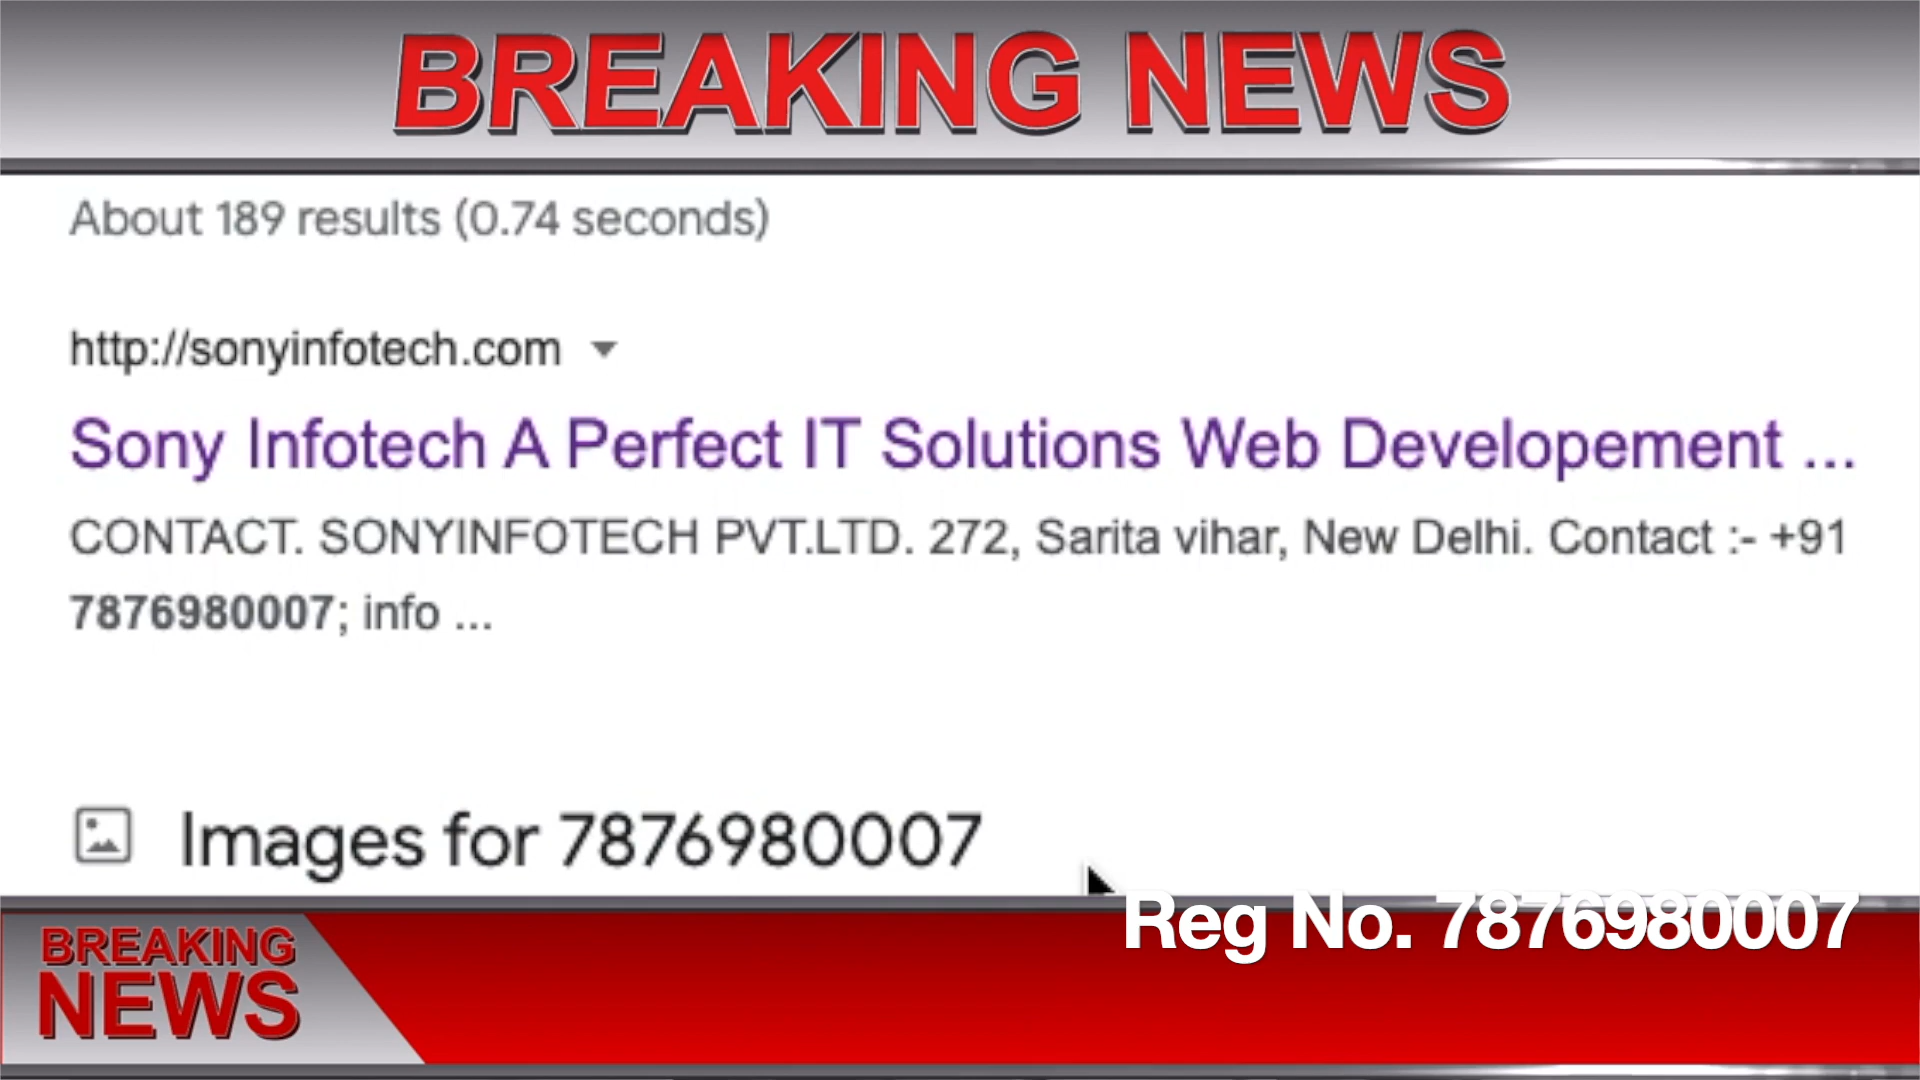 BREAKING NEWS
About 189 results (0.74 seconds)
http://sonyinfotech.com
Sony Infotech A Perfect IT Solutions Web Developement ...
CONTACT. SONYINFOTECH PVT.LTD. 272, Sarita vihar, New Delhi. Contact :- +91
7876980007; info ...
Images for 7876980007
Reg No. 7876980007
BREAKING
NEWS